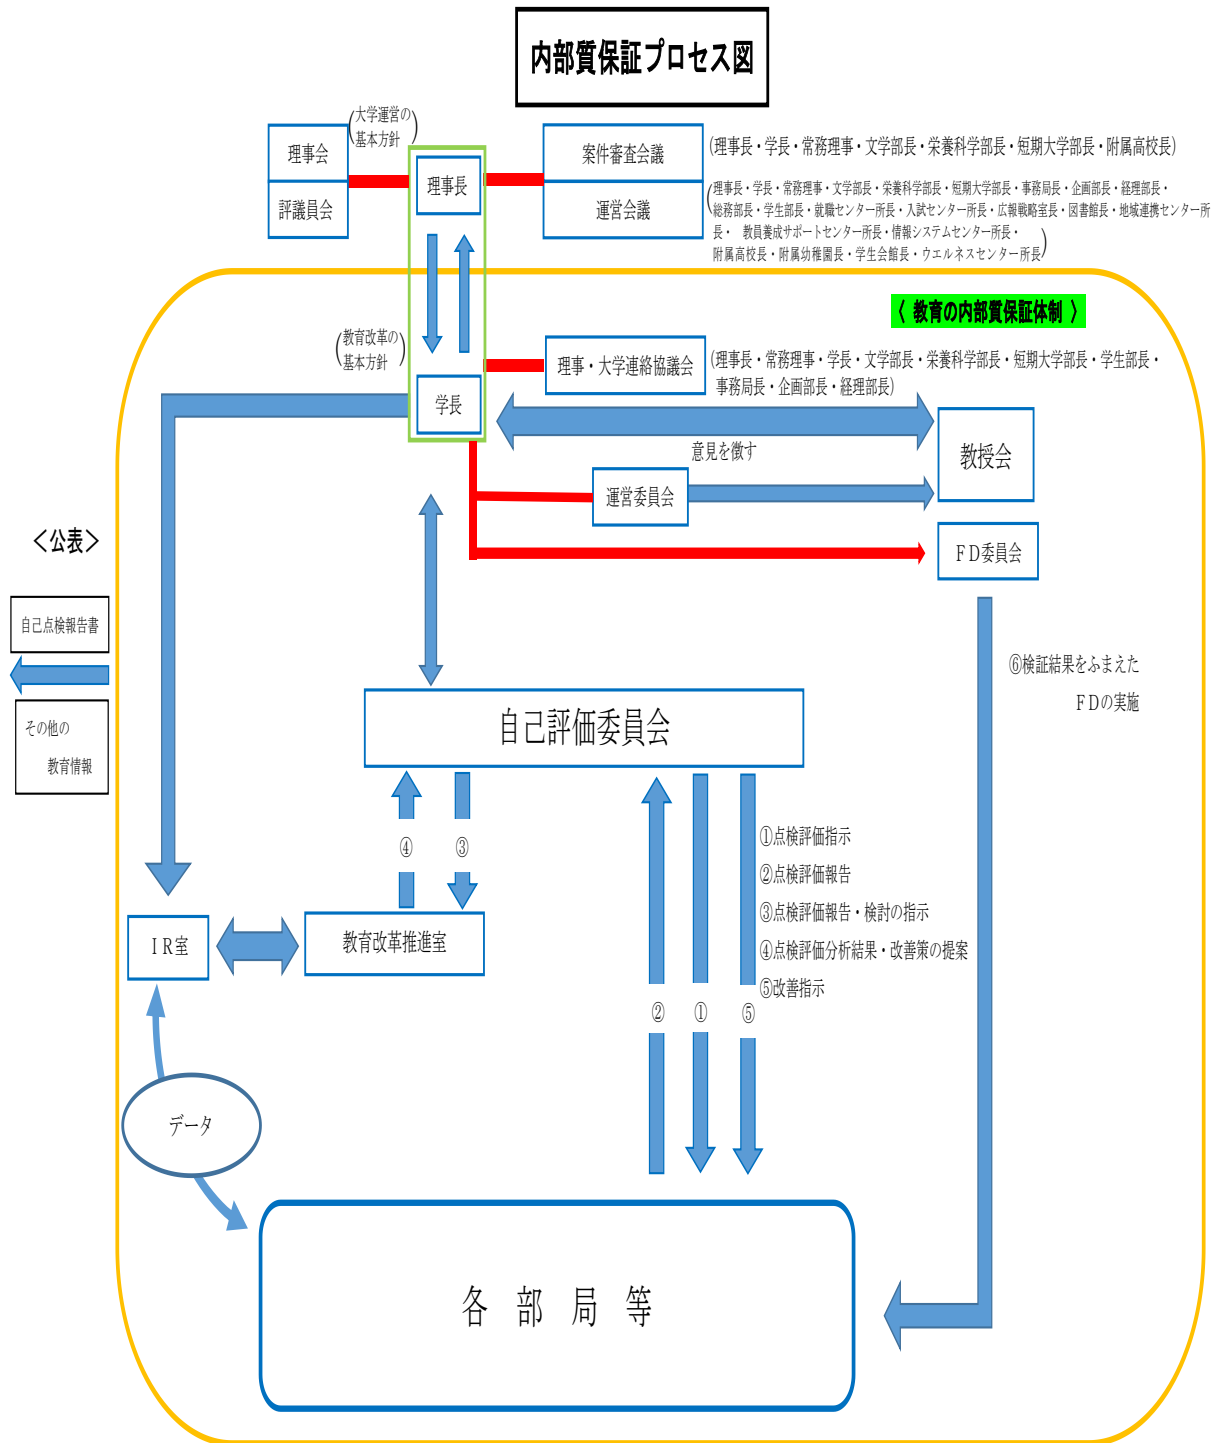 内部質保証プロセス図
(大学運営の
基本方針)
理事会
評議員会
理事長
案件審査会議
(理事長・学長・常務理事・文学部長・栄養科学部長・短期大学部長・附属高校長)
運営会議
(理事長・学長・常務理事・文学部長・栄養科学部長・短期大学部長・事務局長・企画部長・経理部長・
総務部長・学生部長・就職センター所長・入試センター所長・広報戦略室長・図書館長・地域連携センター所
長・ 教員養成サポートセンター所長・情報システムセンター所長・
附属高校長・附属幼稚園長・学生会館長・ウエルネスセンター所長)
〈 教育の内部質保証体制 〉
(教育改革の
基本方針)
学長
理事・大学連絡協議会
(理事長・常務理事・学長・文学部長・栄養科学部長・短期大学部長・学生部長・
事務局長・企画部長・経理部長)
意見を徴す
教授会
運営委員会
ＦＤ委員会
＜公表＞
自己点検報告書
その他の
教育情報
⑥検証結果をふまえた
ＦＤの実施
自己評価委員会
④
③
①点検評価指示
②点検評価報告
③点検評価報告・検討の指示
④点検評価分析結果・改善策の提案
⑤改善指示
ＩＲ室
教育改革推進室
②
①
⑤
データ
各 部 局 等